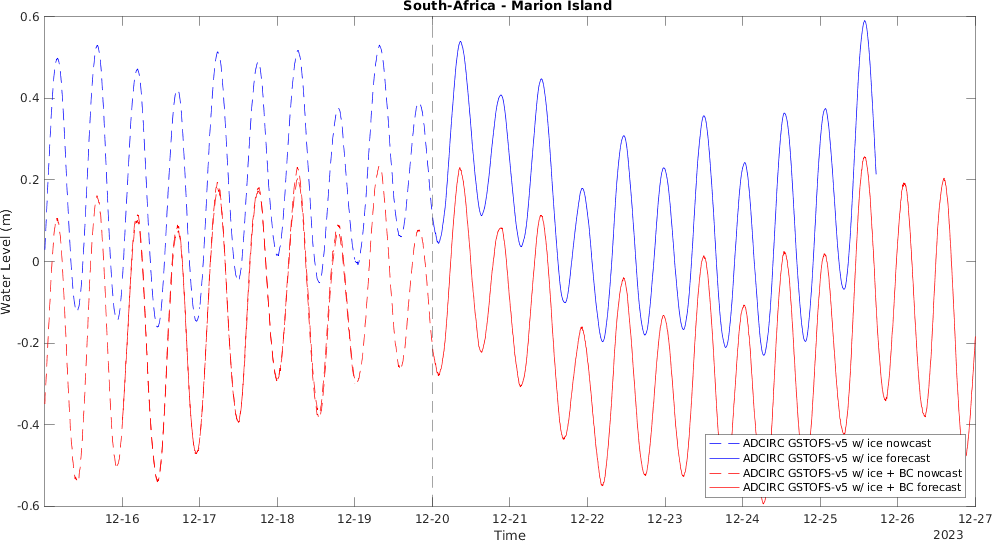 South-Africa - Marion Island
0.6
0.4
0.2
0
-0.2
-0.4
-0.6
Water Level (m)
ADCIRC GSTOFS-v5 w/ ice nowcast
ADCIRC GSTOFS-v5 w/ ice forecast
ADCIRC GSTOFS-v5 w/ ice + BC nowcast
ADCIRC GSTOFS-v5 w/ ice + BC forecast
12-16 12-17 12-18 12-19 12-20 12-21 12-22 12-23 12-24 12-25 12-26 12-27
Time
2023